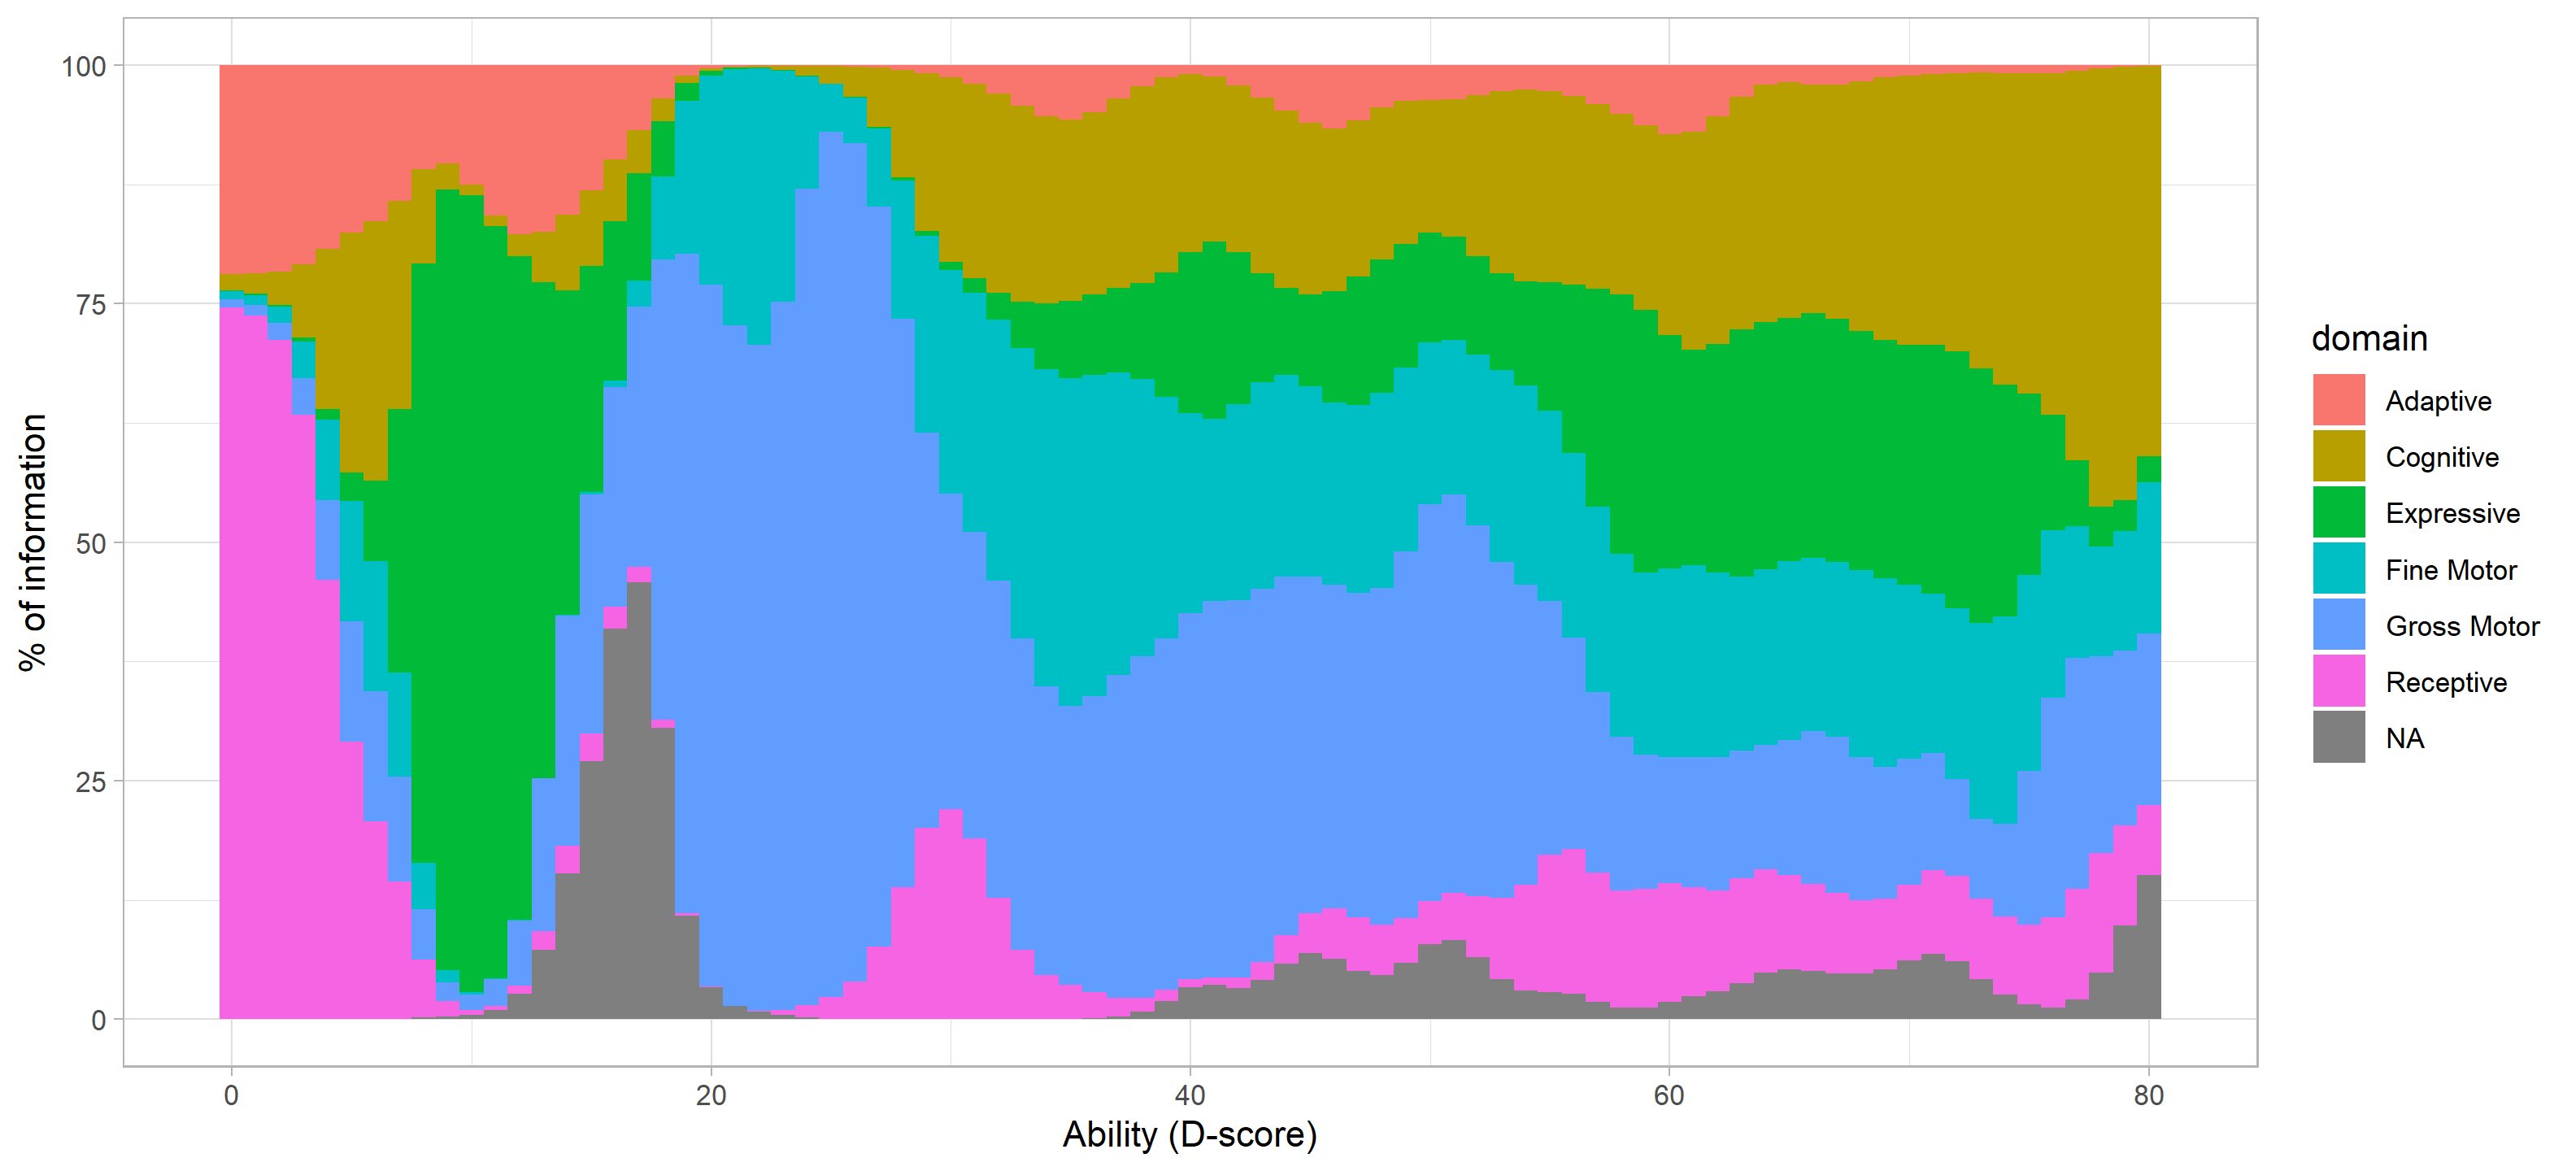 100
75
50
25
0
% of information
0 20 40 60 80
Ability (D-score)
domain
Adaptive
Cognitive
Expressive
Fine Motor
Gross Motor
Receptive
NA